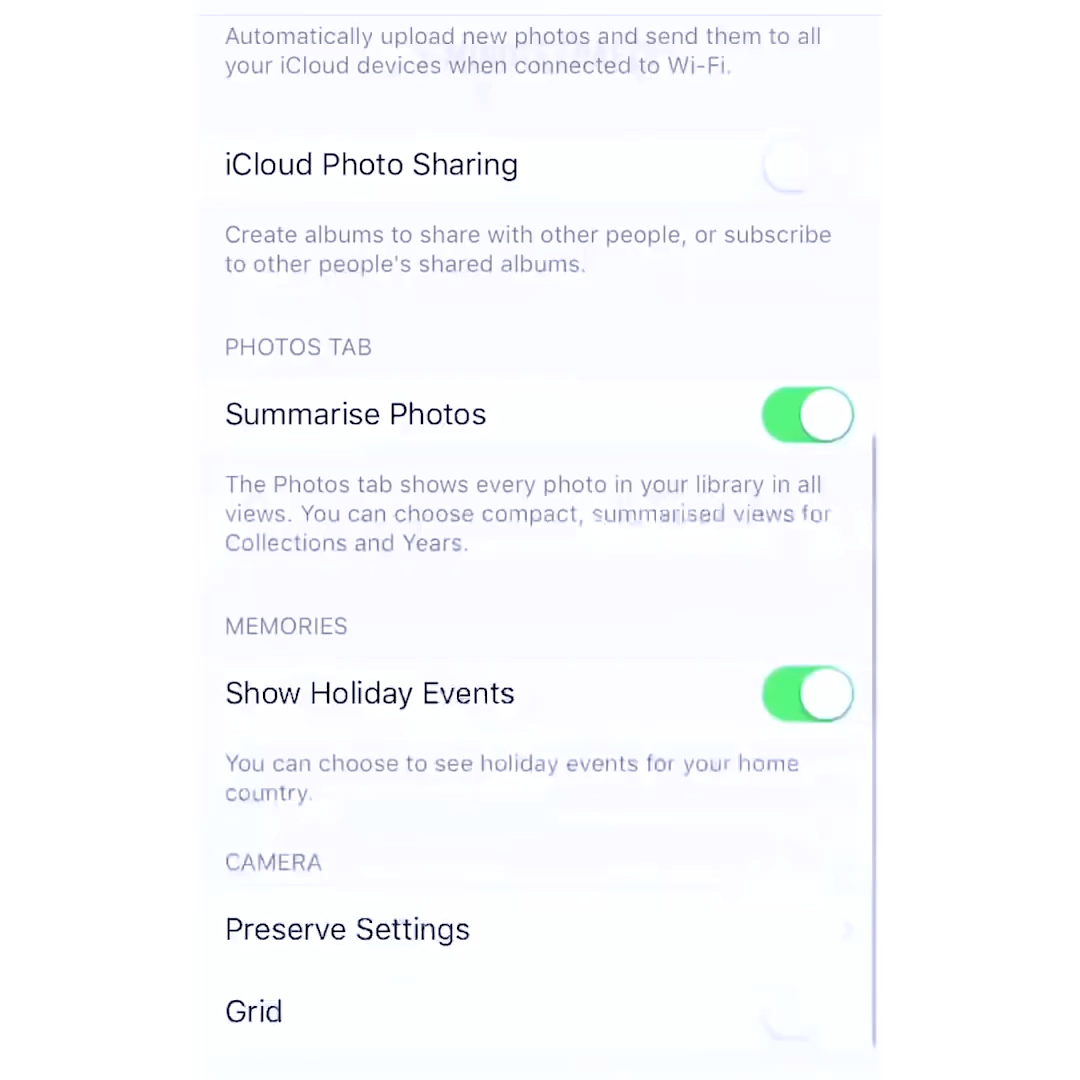 Automatically upload new photos and send them to all
your iCloud devices when connected to Wi-Fi.
iCloud Photo Sharing
Create albums to share with other people, or subscribe
to other people's shared albums.
PHOTOS TAB
Summarise Photos
The Photos tab shows every photo in your library in all
views. You can choose compact, summarised views for
Collections and Years.
MEMORIES
Show Holiday Events
You can choose to see holiday events for your home
country.
CAMERA
Preserve Settings
Grid